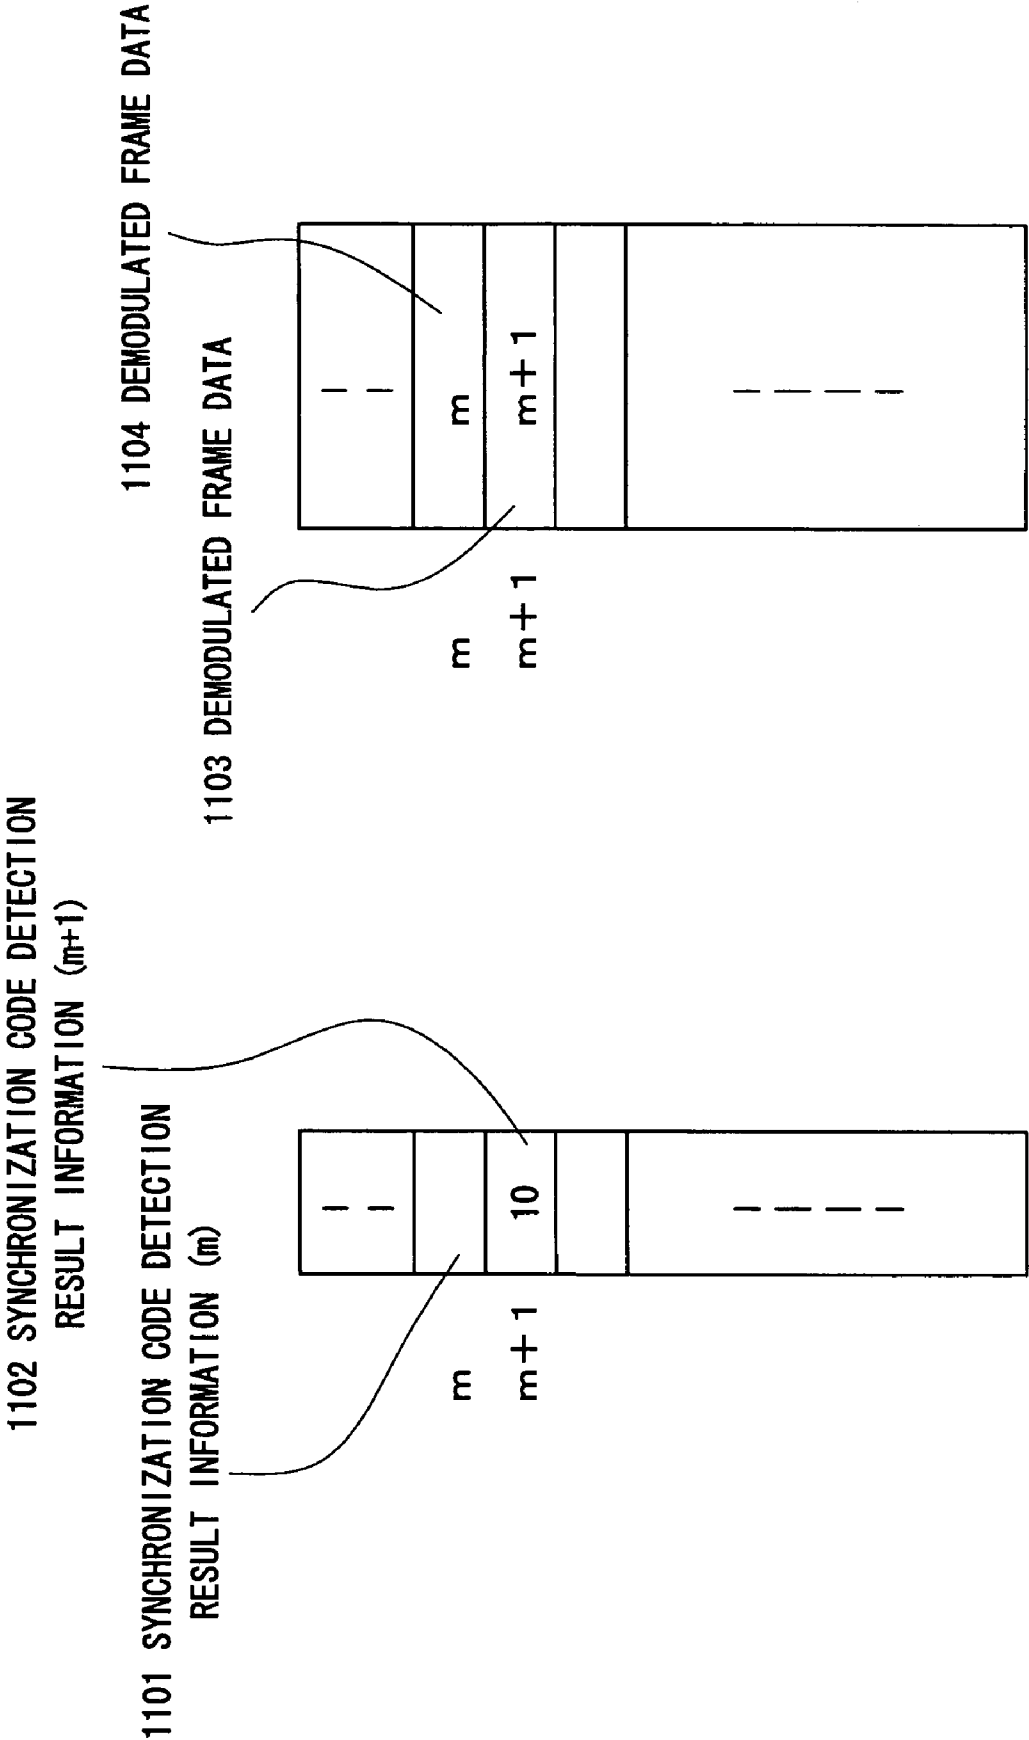 1102 SYNCHRONIZATION CODE DETECTION
RESULT INFORMATION (m+1)
1101 SYNCHRONIZATION CODE DETECTION
RESULT INFORMATION (m)
m
m+1
10
1104 DEMODULATED FRAME DATA
1103 DEMODULATED FRAME DATA
m
m+1
m
m+1